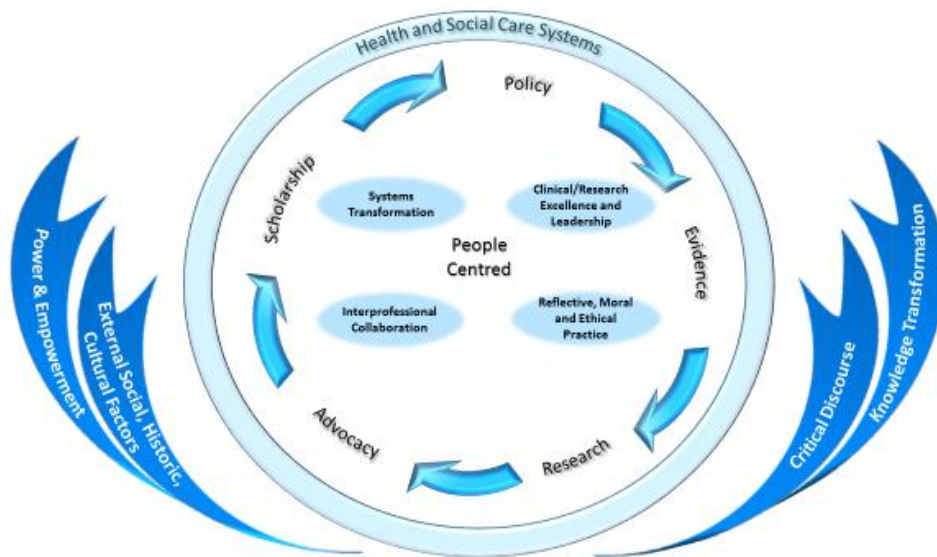 Health and Social Care Systems
Policy
Scholarship
Systems
Transformation
Clinical/Research
Excellence and
Leadership
Evidence
People
Centred
Interprofessional
Collaboration
Reflective, Moral
and Ethical
Practice
Advocacy
Research
Power & Empowerment
External Social, Historic,
Cultural Factors
Critical Discourse
Knowledge Transformation